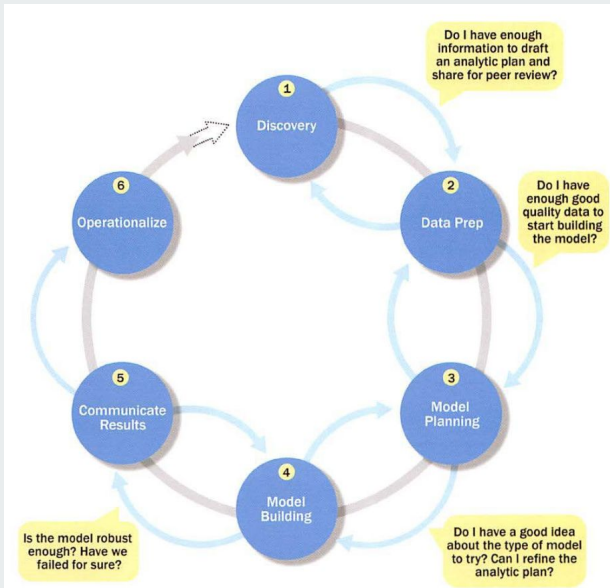 Do I have enough
information to draft
an analytic plan and
share for peer review?
1
Discovery
2
Data Prep
Do I have
enough good
quality data to
start building
the model?
3
Model
Planning
Do I have a good idea
about the type of model
to try? Can I refine the
analytic plan?
4
Model
Building
Is the model robust
enough? Have we
failed for sure?
5
Communicate
Results
6
Operationalize